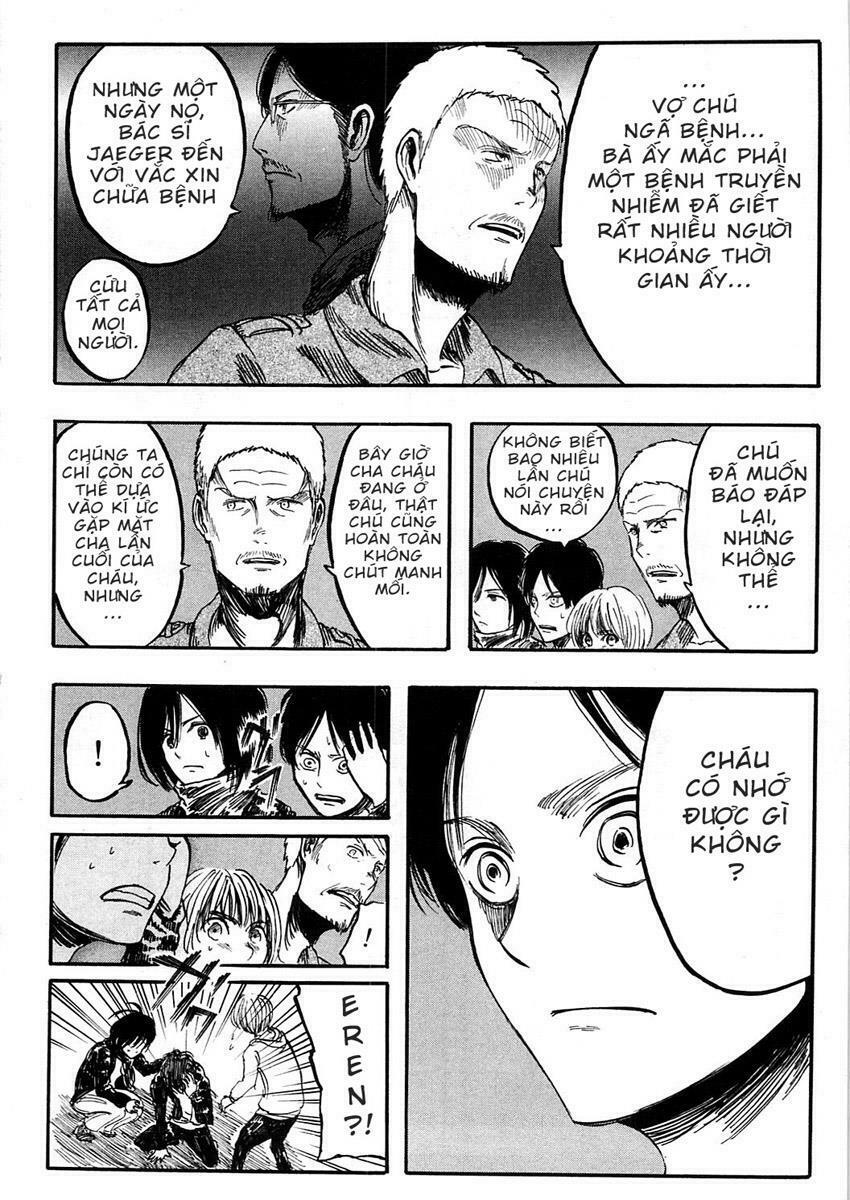 ...
VỢ CHÚ
NGÃ BỆNH...
BÀ ẤY MẮC PHẢI
MỘT BỆNH TRUYỀN
NHIỄM ĐÃ GIẾT
RẤT NHIỀU NGƯỜI
KHOẢNG THỜI
GIAN ẤY...
NHƯNG MỘT
NGÀY NỌ,
BÁC SĨ
JAEGER ĐẾN
VỚI VẮC XIN
CHỮA BỆNH
CỨU
TẤT CẢ
MỌI
NGƯỜI.
CHÚ
ĐÃ MUỐN
BÁO ĐÁP
LẠI,
NHƯNG
KHÔNG
THỂ
...
KHÔNG BIẾT
BAO NHIÊU
LẦN CHÚ
NÓI CHUYỆN
NÀY RỒI
...
BÂY GIỜ
CHA CHÁU
ĐANG Ở
ĐÂU, THẬT
CHÚ CŨNG
HOÀN TOÀN
KHÔNG
CHÚT MANH
MỐI.
CHÚNG TA
CHỈ CÒN CÓ
THỂ DỰA
VÀO KÍ ỨC
GẶP MẶT
CHA LẦN
CUỐI CỦA
CHÁU,
NHƯNG
...
CHÁU
CÓ NHỚ
ĐƯỢC GÌ
KHÔNG
?
!
!
EREN?!